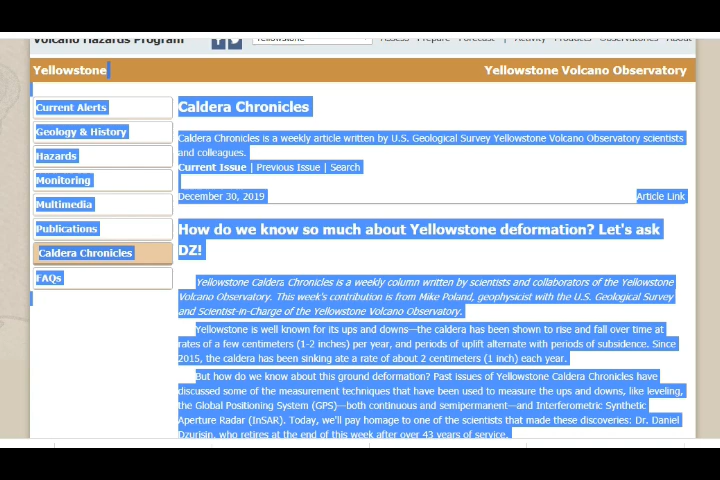 Volcano Hazards Program
Yellowstone
Assess Prepare Forecast | Activity Products Observatories About
Yellowstone
Yellowstone Volcano Observatory
Current Alerts
Geology & History
Hazards
Monitoring
Multimedia
Publications
Caldera Chronicles
FAQs
Caldera Chronicles
Caldera Chronicles is a weekly article written by U.S. Geological Survey Yellowstone Volcano Observatory scientists
and colleagues.
Current Issue | Previous Issue | Search
December 30, 2019
Article Link
How do we know so much about Yellowstone deformation? Let's ask
DZ!
Yellowstone Caldera Chronicles is a weekly column written by scientists and collaborators of the Yellowstone
Volcano Observatory. This week's contribution is from Mike Poland, geophysicist with the U.S. Geological Survey
and Scientist-in-Charge of the Yellowstone Volcano Observatory.
Yellowstone is well known for its ups and downs—the caldera has been shown to rise and fall over time at
rates of a few centimeters (1-2 inches) per year, and periods of uplift alternate with periods of subsidence. Since
2015, the caldera has been sinking ate a rate of about 2 centimeters (1 inch) each year.
But how do we know about this ground deformation? Past issues of Yellowstone Caldera Chronicles have
discussed some of the measurement techniques that have been used to measure the ups and downs, like leveling,
the Global Positioning System (GPS)—both continuous and semipermanent—and Interferometric Synthetic
Aperture Radar (InSAR). Today, we'll pay homage to one of the scientists that made these discoveries: Dr. Daniel
Dzurisin, who retires at the end of this week after over 43 years of service.